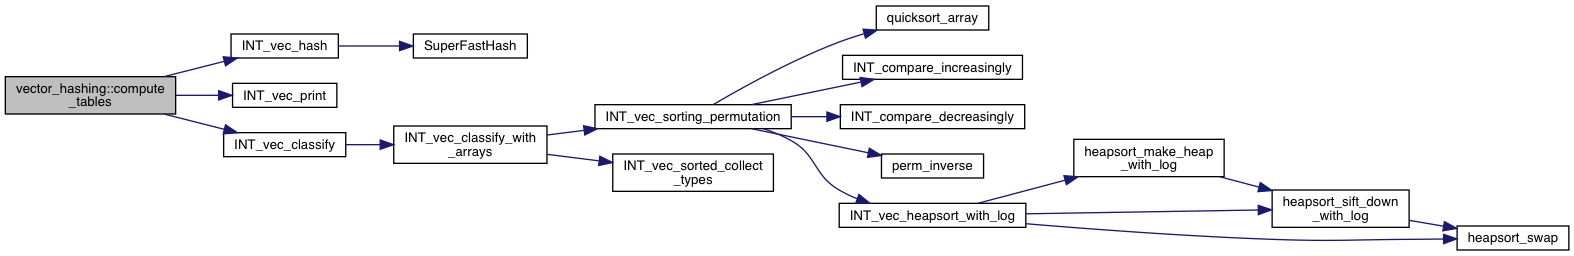 vector_hashing::compute
_tables
INT_vec_hash
SuperFastHash
INT_vec_print
INT_vec_classify
INT_vec_classify_with
_arrays
INT_vec_sorting_permutation
INT_vec_sorted_collect
_types
quicksort_array
INT_compare_increasingly
INT_compare_decreasingly
perm_inverse
INT_vec_heapsort_with_log
heapsort_make_heap
_with_log
heapsort_sift_down
_with_log
heapsort_swap